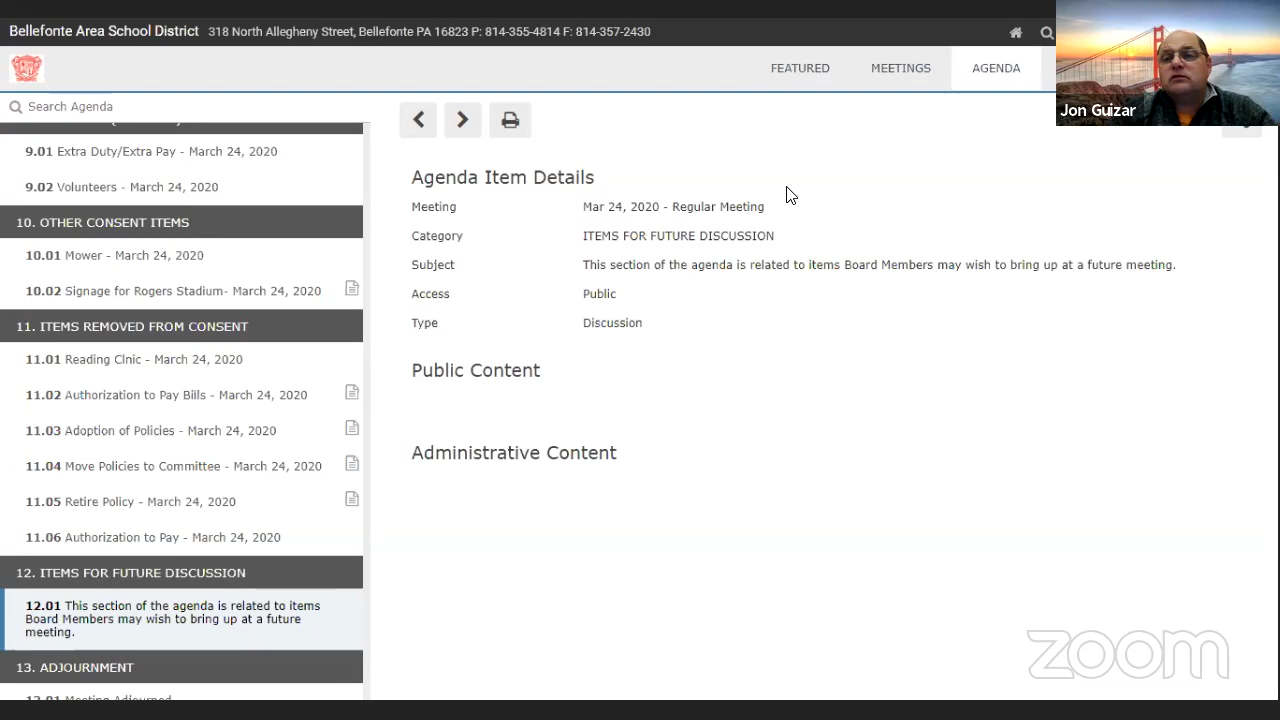 Bellefonte Area School District 318 North Allegheny Street, Bellefonte PA 16823 P: 814-355-4814 F: 814-357-2430
FEATURED MEETINGS AGENDA
Jon Guizar
Search Agenda
9.01 Extra Duty/Extra Pay - March 24, 2020
9.02 Volunteers - March 24, 2020
10. OTHER CONSENT ITEMS
10.01 Mower - March 24, 2020
10.02 Signage for Rogers Stadium- March 24, 2020
11. ITEMS REMOVED FROM CONSENT
11.01 Reading Clnic - March 24, 2020
11.02 Authorization to Pay Bills - March 24, 2020
11.03 Adoption of Policies - March 24, 2020
11.04 Move Policies to Committee - March 24, 2020
11.05 Retire Policy - March 24, 2020
11.06 Authorization to Pay - March 24, 2020
12. ITEMS FOR FUTURE DISCUSSION
12.01 This section of the agenda is related to items
Board Members may wish to bring up at a future
meeting.
13. ADJOURNMENT
Agenda Item Details
Meeting Mar 24, 2020 - Regular Meeting
Category ITEMS FOR FUTURE DISCUSSION
Subject This section of the agenda is related to items Board Members may wish to bring up at a future meeting.
Access Public
Type Discussion
Public Content
Administrative Content
zoom